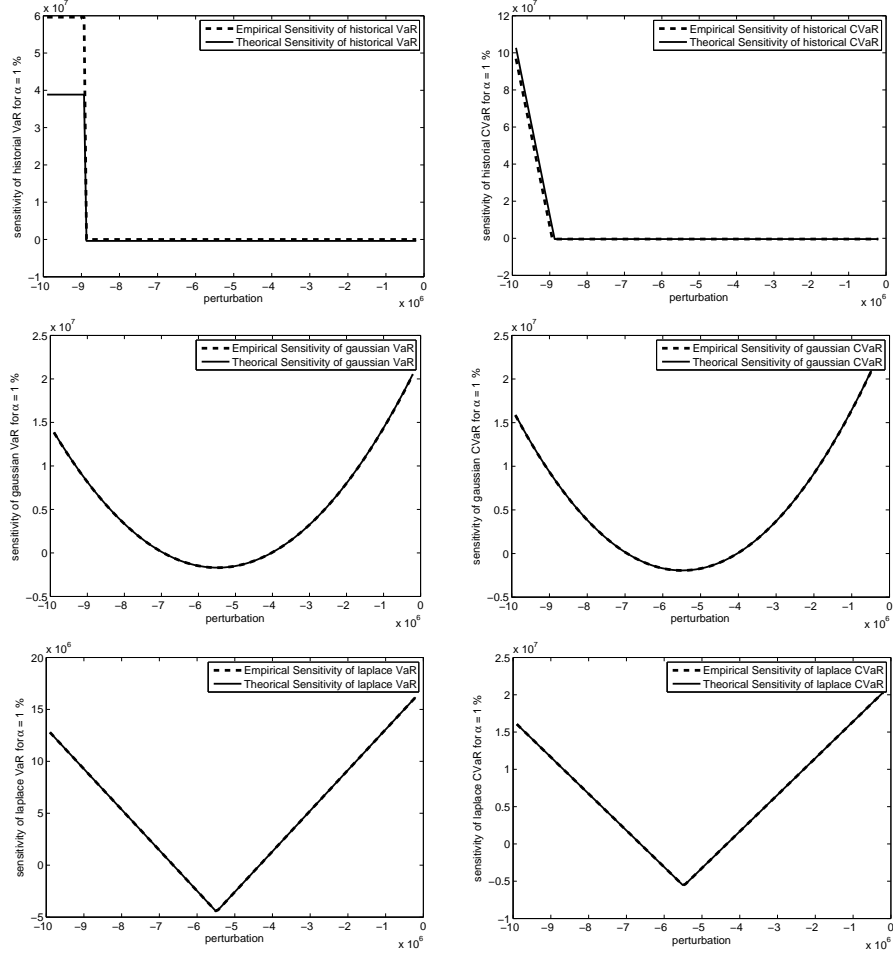 x 10^7
6
5
4
3
2
1
0
−1
sensitivity of historial VaR for α = 1 %
Empirical Sensitivity of historical VaR
Theorical Sensitivity of historical VaR
−10 −9 −8 −7 −6 −5 −4 −3 −2 −1 0
perturbation
x 10^6
x 10^7
12
10
8
6
4
2
0
−2
sensitivity of historical CVaR for α = 1 %
Empirical Sensitivity of historical CVaR
Theorical Sensitivity of historical CVaR
−10 −9 −8 −7 −6 −5 −4 −3 −2 −1 0
perturbation
x 10^6
x 10^7
2.5
2
1.5
1
0.5
0
−0.5
sensitivity of gaussian VaR for α = 1 %
Empirical Sensitivity of gaussian VaR
Theorical Sensitivity of gaussian VaR
−10 −9 −8 −7 −6 −5 −4 −3 −2 −1 0
perturbation
x 10^6
x 10^7
2.5
2
1.5
1
0.5
0
−0.5
sensitivity of gaussian CVaR for α = 1 %
Empirical Sensitivity of gaussian CVaR
Theorical Sensitivity of gaussian CVaR
−10 −9 −8 −7 −6 −5 −4 −3 −2 −1 0
perturbation
x 10^6
x 10^6
20
15
10
5
0
−5
sensitivity of laplace VaR for α = 1 %
Empirical Sensitivity of laplace VaR
Theorical Sensitivity of laplace VaR
−10 −9 −8 −7 −6 −5 −4 −3 −2 −1 0
perturbation
x 10^6
x 10^7
2.5
2
1.5
1
0.5
0
−0.5
−1
sensitivity of laplace CVaR for α = 1 %
Empirical Sensitivity of laplace CVaR
Theorical Sensitivity of laplace CVaR
−10 −9 −8 −7 −6 −5 −4 −3 −2 −1 0
perturbation
x 10^6